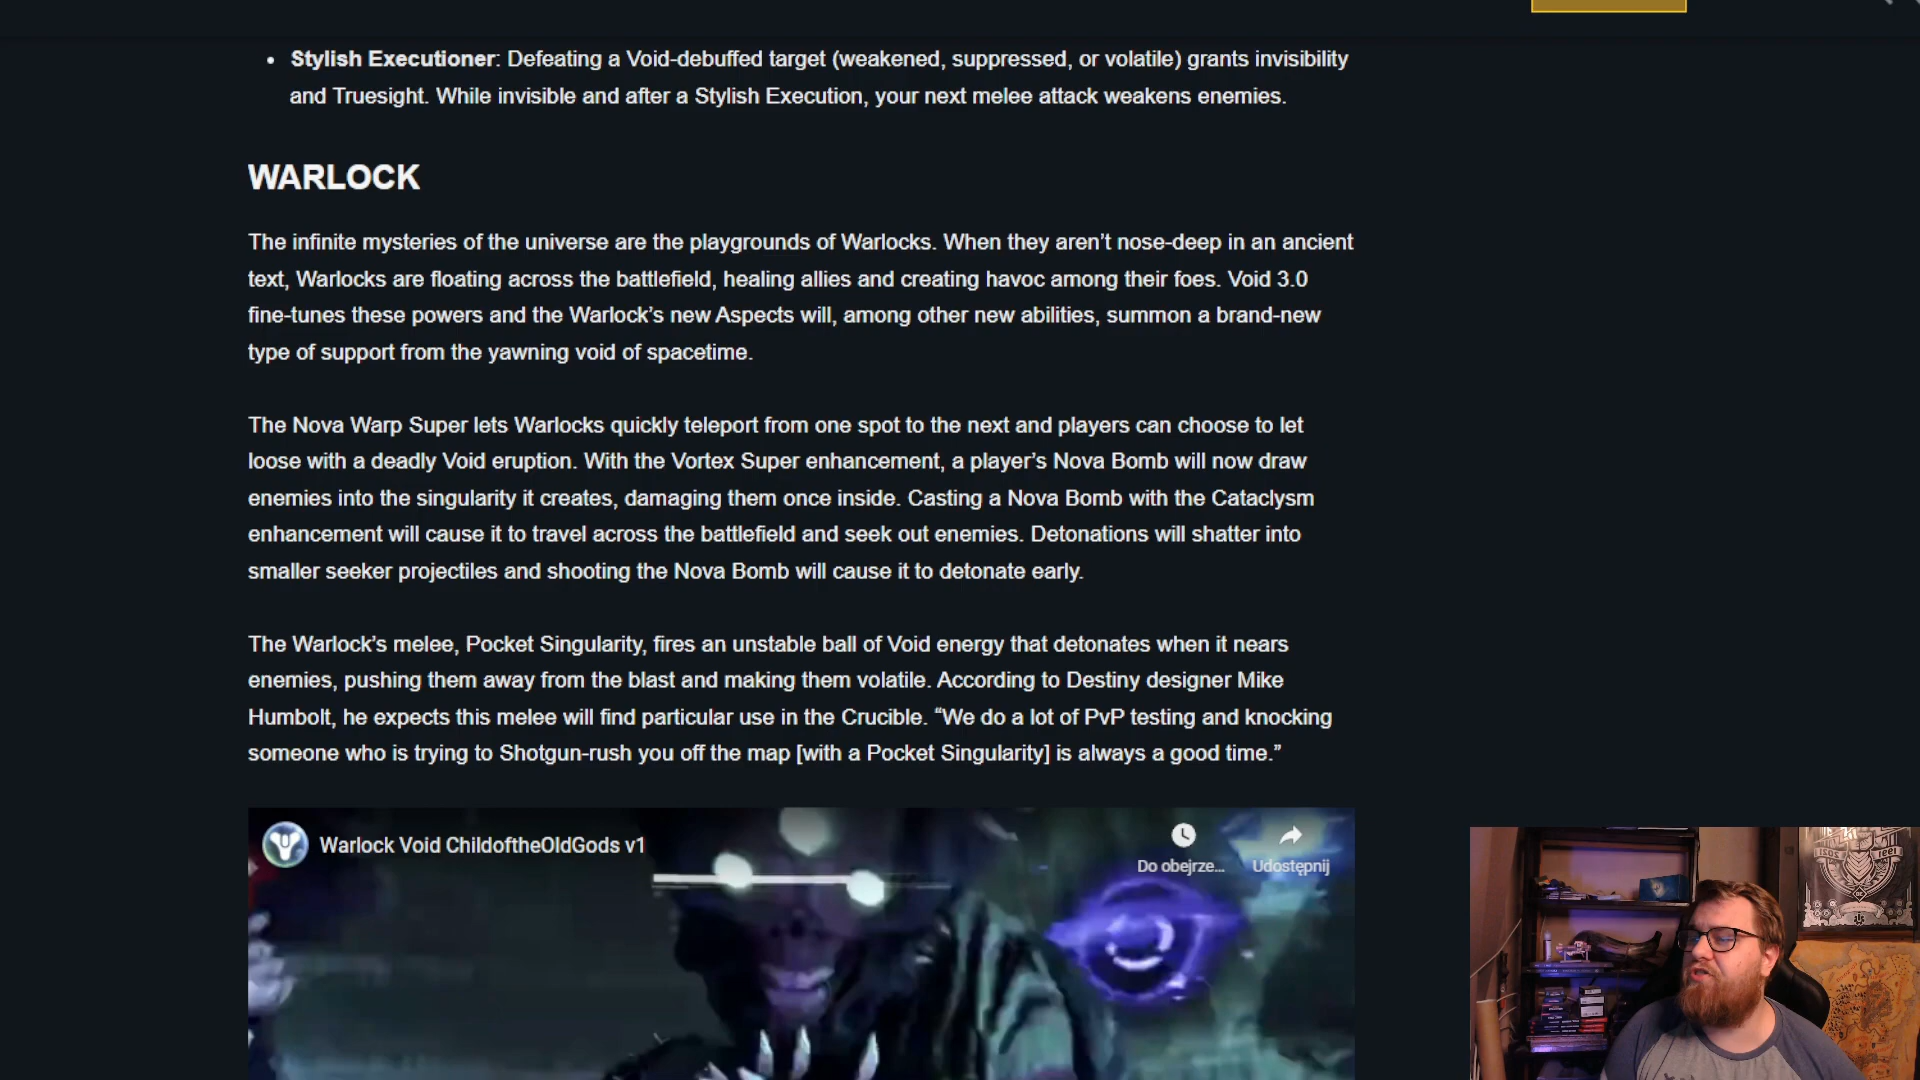 Stylish Executioner: Defeating a Void-debuffed target (weakened, suppressed, or volatile) grants invisibility
and Truesight. While invisible and after a Stylish Execution, your next melee attack weakens enemies.
WARLOCK
The infinite mysteries of the universe are the playgrounds of Warlocks. When they aren’t nose-deep in an ancient
text, Warlocks are floating across the battlefield, healing allies and creating havoc among their foes. Void 3.0
fine-tunes these powers and the Warlock’s new Aspects will, among other new abilities, summon a brand-new
type of support from the yawning void of spacetime.
The Nova Warp Super lets Warlocks quickly teleport from one spot to the next and players can choose to let
loose with a deadly Void eruption. With the Vortex Super enhancement, a player’s Nova Bomb will now draw
enemies into the singularity it creates, damaging them once inside. Casting a Nova Bomb with the Cataclysm
enhancement will cause it to travel across the battlefield and seek out enemies. Detonations will shatter into
smaller seeker projectiles and shooting the Nova Bomb will cause it to detonate early.
The Warlock’s melee, Pocket Singularity, fires an unstable ball of Void energy that detonates when it nears
enemies, pushing them away from the blast and making them volatile. According to Destiny designer Mike
Humbolt, he expects this melee will find particular use in the Crucible. “We do a lot of PvP testing and knocking
someone who is trying to Shotgun-rush you off the map [with a Pocket Singularity] is always a good time.”
Warlock Void ChildoftheOldGods v1
Do obejrze...
Udostępnij
1991 2021